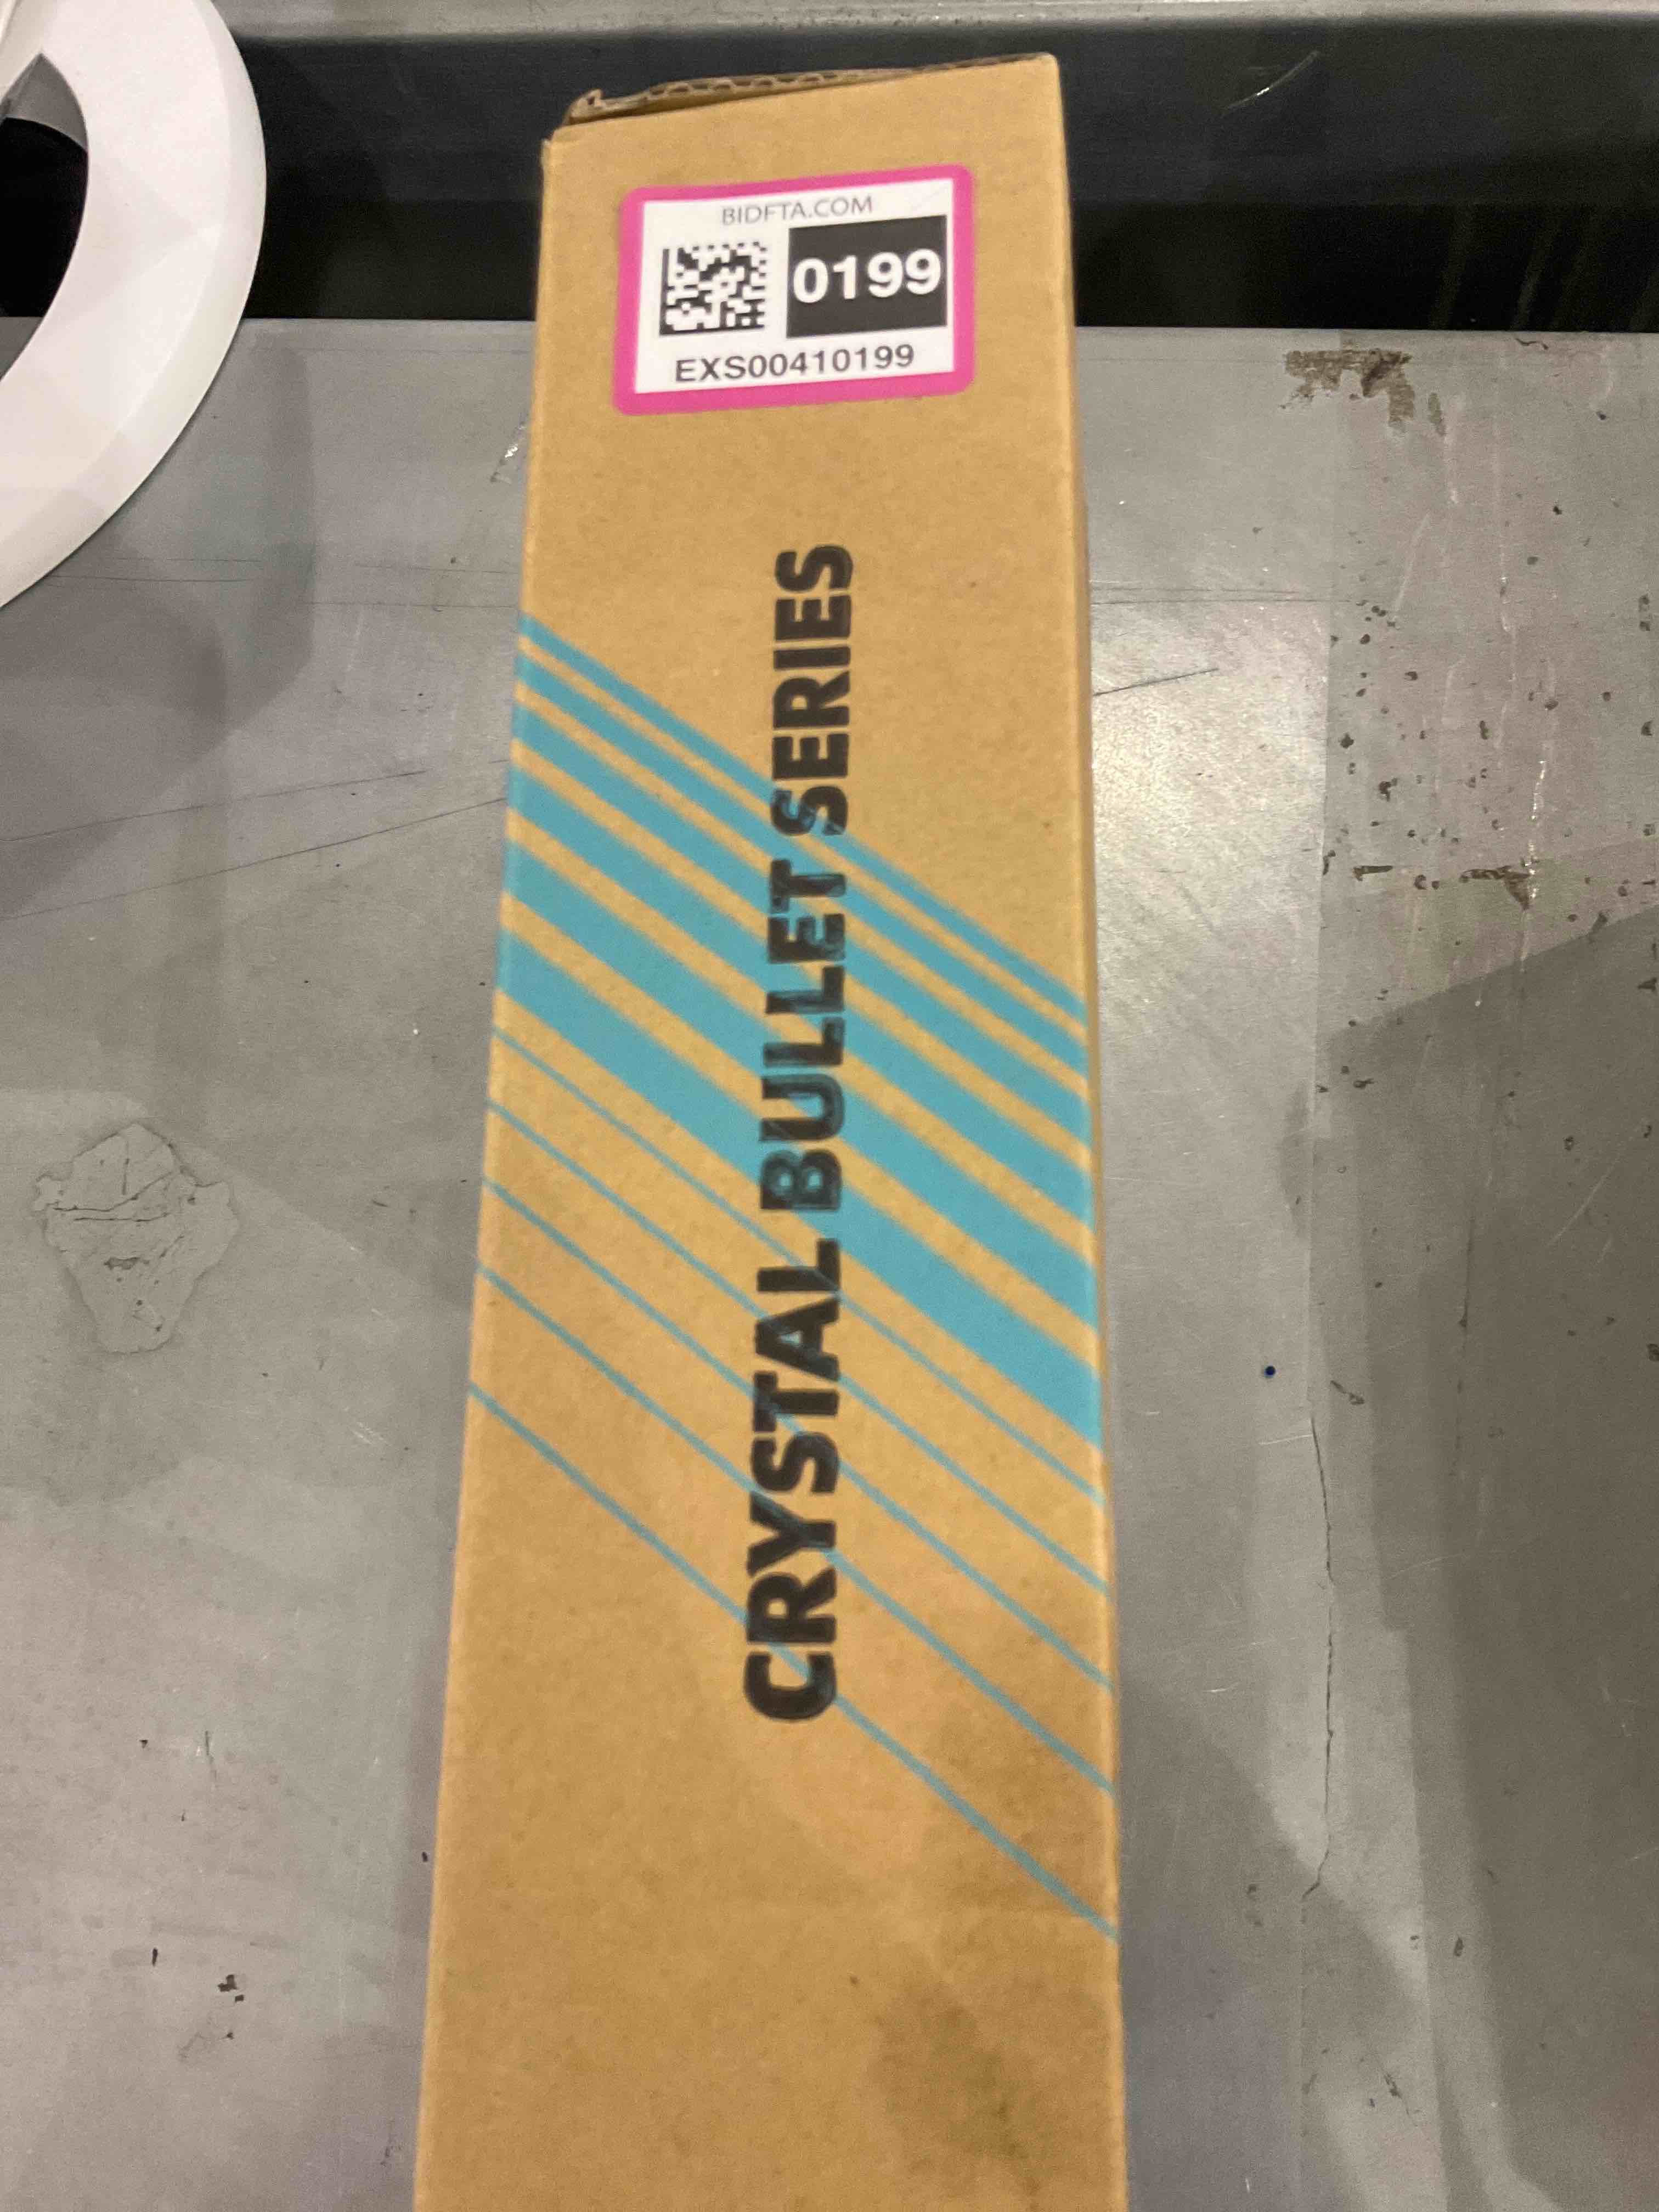 BIDFTA.COM
0199
EXS00410199
CRYSTAL BULLET SERIES